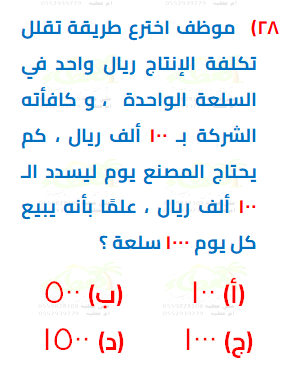 ٢٨) موظف اخترع طريقة تقلل
تكلفة الإنتاج ريال واحد في
السلعة الواحدة ، و كافأته
الشركة بـ ١٠٠ ألف ريال ، كم
يحتاج المصنع يوم ليسدد الـ
١٠٠ ألف ريال ، علمًا بأنه يبيع
كل يوم ١٠٠٠ سلعة ؟
(أ) ١٠٠ (ب) ٥٠٠
(ج) ١٠٠٠ (د) ١٥٠٠